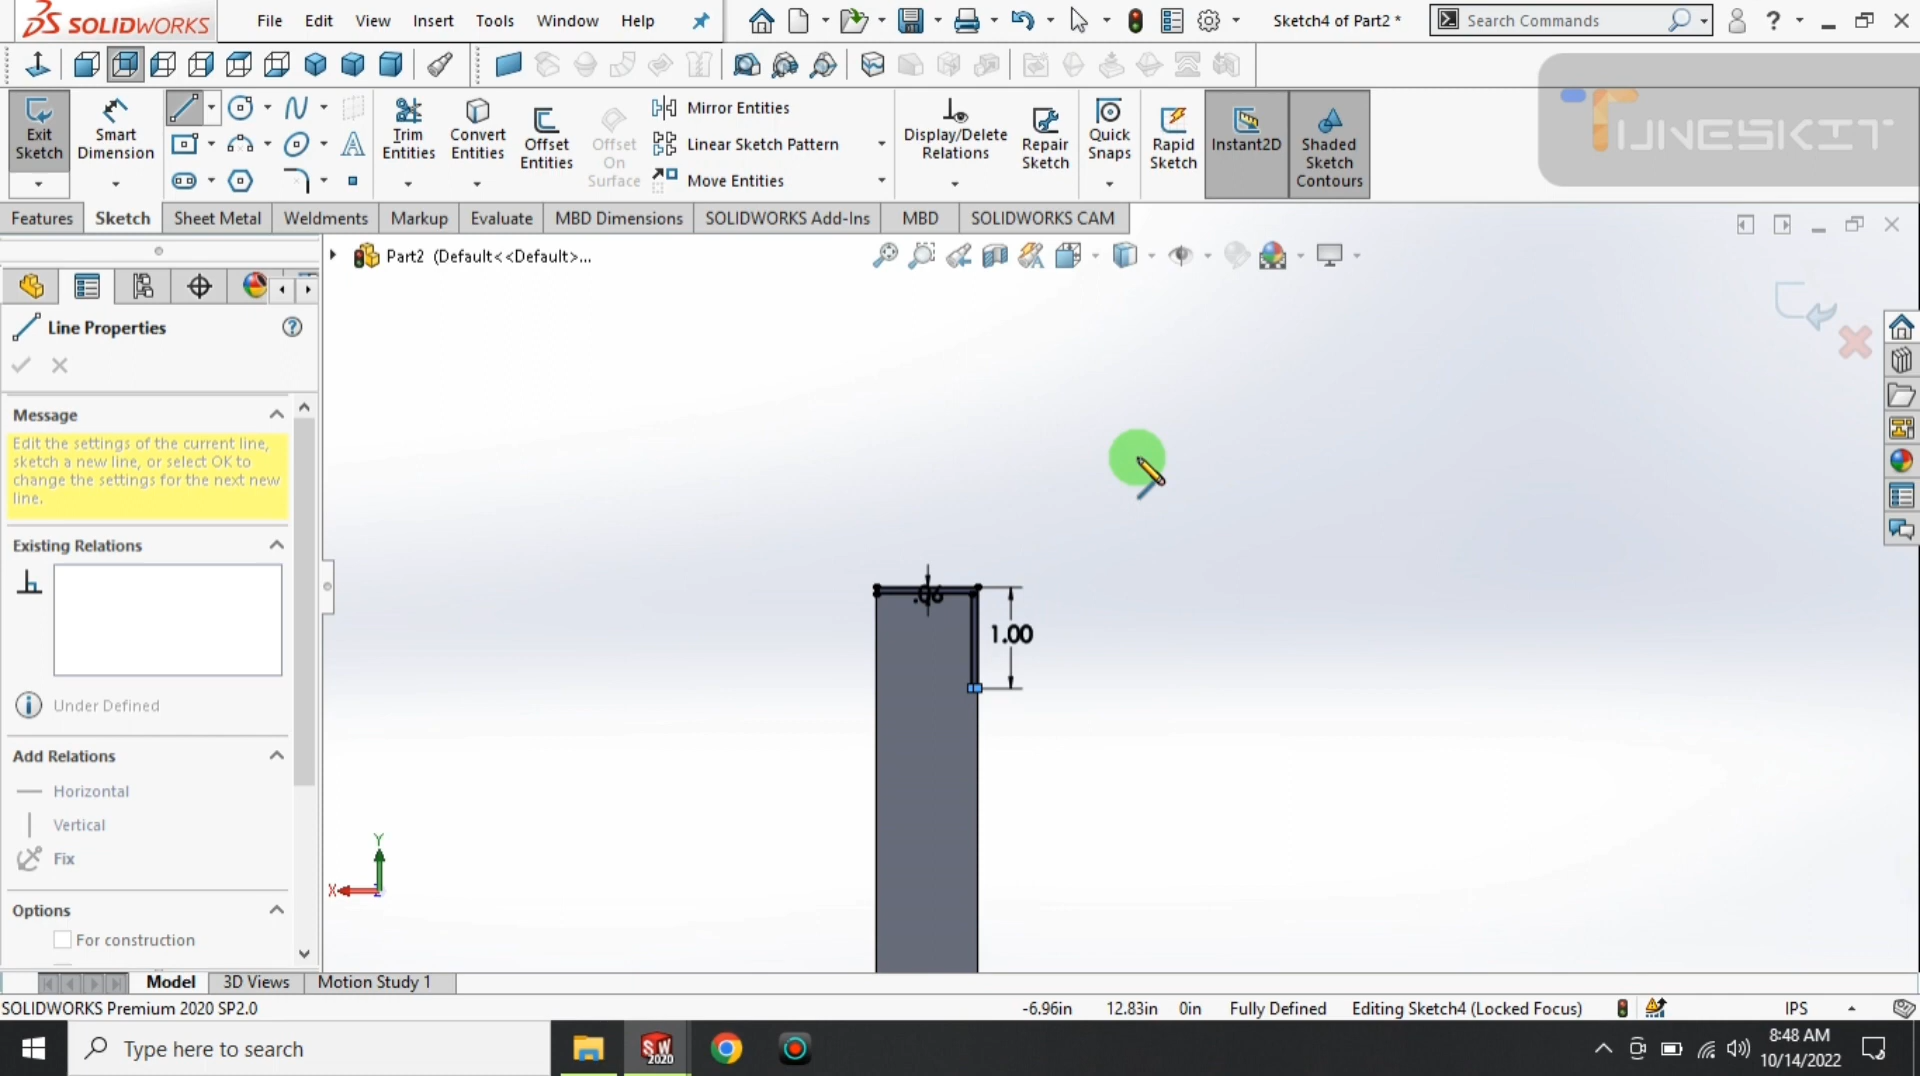 SOLIDWORKS
File Edit View Insert Tools Window Help
Sketch4 of Part2 *
Search Commands
TUNESKIT
Exit Sketch
Smart Dimension
Trim Entities
Convert Entities
Offset Entities
Offset On Surface
Mirror Entities
Linear Sketch Pattern
Move Entities
Display/Delete Relations
Repair Sketch
Quick Snaps
Rapid Sketch
Instant2D
Shaded Sketch Contours
Features Sketch Sheet Metal Weldments Markup Evaluate MBD Dimensions SOLIDWORKS Add-Ins MBD SOLIDWORKS CAM
Part2 (Default<<Default>...
Line Properties
Message
Edit the settings of the current line,
sketch a new line, or select OK to
change the settings for the next new
line.
Existing Relations
Under Defined
Add Relations
Horizontal
Vertical
Fix
Options
For construction
.06
1.00
Y
X
Z
Model 3D Views Motion Study 1
SOLIDWORKS Premium 2020 SP2.0
-6.96in 12.83in 0in Fully Defined Editing Sketch4 (Locked Focus) IPS
Type here to search
SW
2020
8:48 AM
10/14/2022